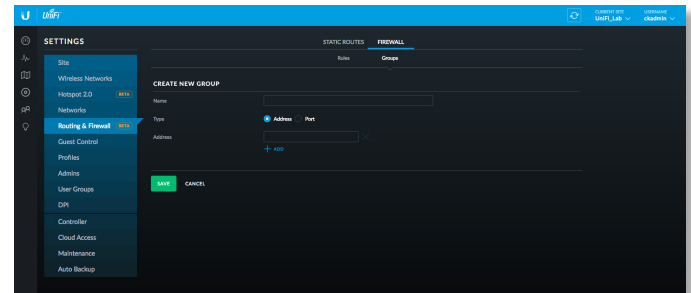 U UniFi CURRENT SITE USERNAME
UniFi_Lab ckadmin
SETTINGS STATIC ROUTES FIREWALL
Rules Groups
Site
Wireless Networks
Hotspot 2.0 BETA
Networks
Routing & Firewall BETA
Guest Control
Profiles
Admins
User Groups
DPI
Controller
Cloud Access
Maintenance
Auto Backup
CREATE NEW GROUP
Name
Type Address Port
Address
+ ADD
SAVE CANCEL